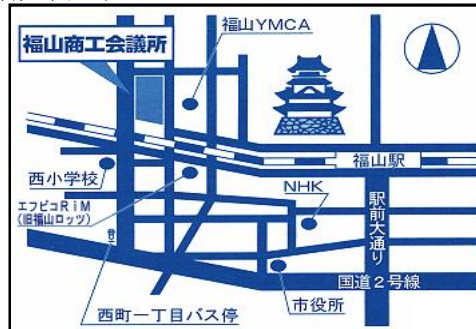 福山商工会議所
福山YMCA
福山駅
西小学校
エフピコRiM
(旧福山ロッツ)
NHK
駅前大通り
国道2号線
市役所
西町一丁目バス停